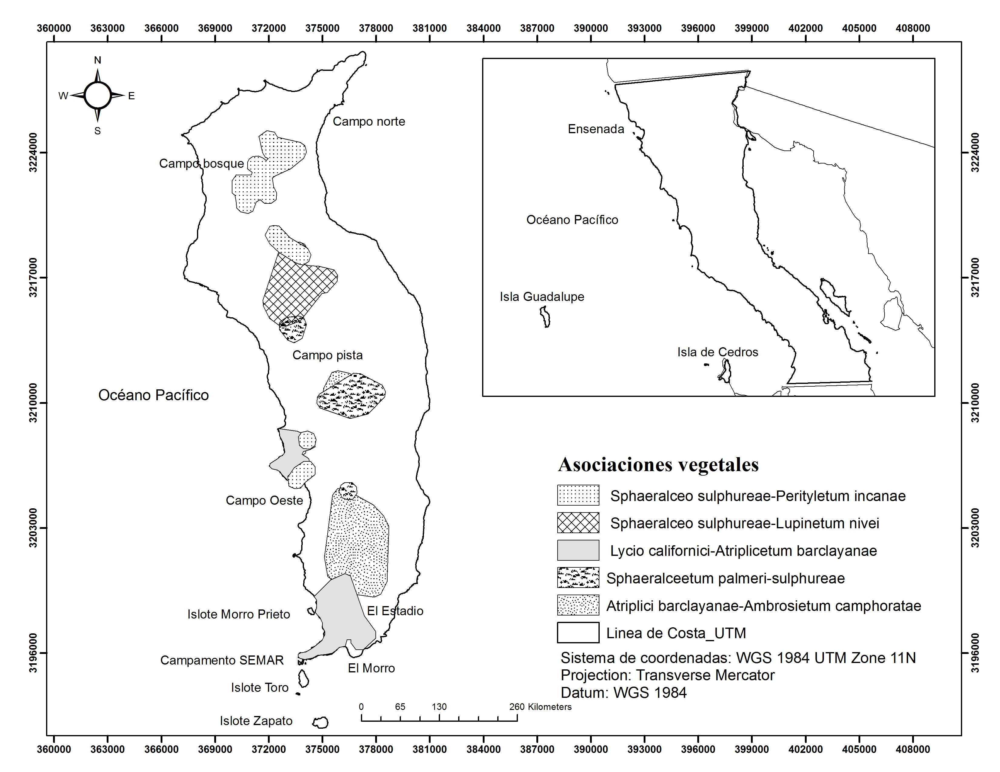 360000 363000 366000 369000 372000 375000 378000 381000 384000 387000 390000 393000 396000 399000 402000 405000 408000
N
W E
S
Campo norte
Campo bosque
Campo pista
Océano Pacífico
Campo Oeste
Islote Morro Prieto
El Estadio
Campamento SEMAR
El Morro
Islote Toro
Islote Zapato
0 65 130 260 Kilometers
Ensenada
Océano Pacífico
Isla Guadalupe
Isla de Cedros
Asociaciones vegetales
Sphaeralceo sulphureae-Perityletum incanae
Sphaeralceo sulphureae-Lupinetum nivei
Lycio californici-Atriplicetum barclayanae
Sphaeralceetum palmeri-sulphureae
Atriplici barclayanae-Ambrosietum camphoratae
Linea de Costa_UTM
Sistema de coordenadas: WGS 1984 UTM Zone 11N
Projection: Transverse Mercator
Datum: WGS 1984
3224000
3217000
3210000
3203000
3196000
3224000
3217000
3210000
3203000
3196000
360000 363000 366000 369000 372000 375000 378000 381000 384000 387000 390000 393000 396000 399000 402000 405000 408000